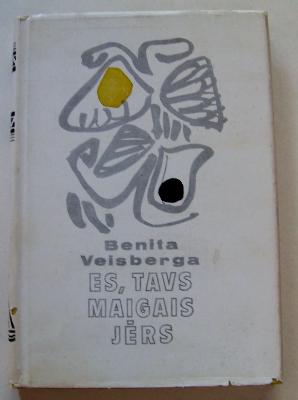 Benita
Veisberga
ES, TAVS
MAIGAIS
JĒRS